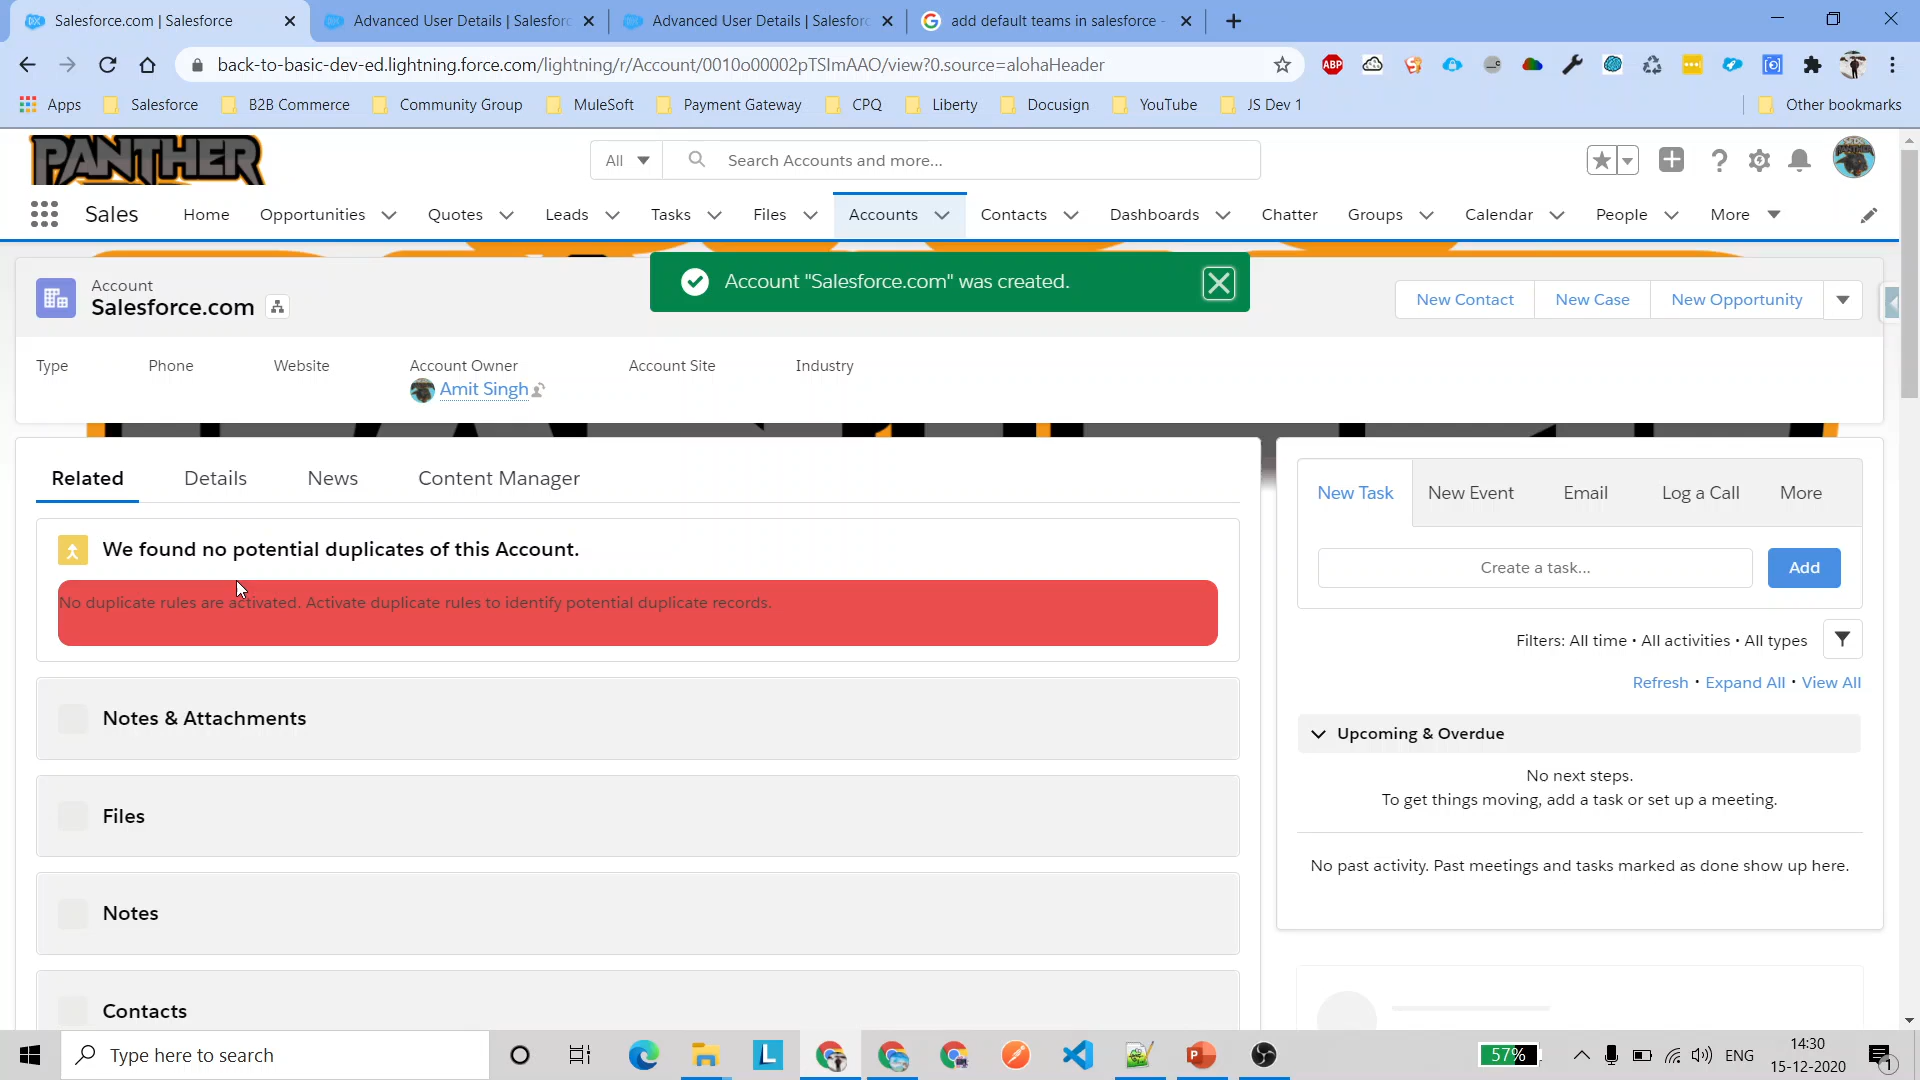 Salesforce.com | Salesforce
Advanced User Details | Salesforc
Advanced User Details | Salesforc
add default teams in salesforce -
back-to-basic-dev-ed.lightning.force.com/lightning/r/Account/0010o00002pTSImAAO/view?0.source=alohaHeader
ABP
Apps Salesforce B2B Commerce Community Group MuleSoft Payment Gateway CPQ Liberty Docusign YouTube JS Dev 1 Other bookmarks
PANTHER
All
Search Accounts and more...
Sales Home Opportunities Quotes Leads Tasks Files Accounts Contacts Dashboards Chatter Groups Calendar People More
Account "Salesforce.com" was created.
Account
Salesforce.com
New Contact New Case New Opportunity
Type Phone Website Account Owner Account Site Industry
Amit Singh
Related Details News Content Manager
We found no potential duplicates of this Account.
No duplicate rules are activated. Activate duplicate rules to identify potential duplicate records.
Notes & Attachments
Files
Notes
Contacts
New Task New Event Email Log a Call More
Create a task...
Add
Filters: All time • All activities • All types
Refresh • Expand All • View All
Upcoming & Overdue
No next steps.
To get things moving, add a task or set up a meeting.
No past activity. Past meetings and tasks marked as done show up here.
Type here to search
L
57%
ENG
14:30
15-12-2020
1